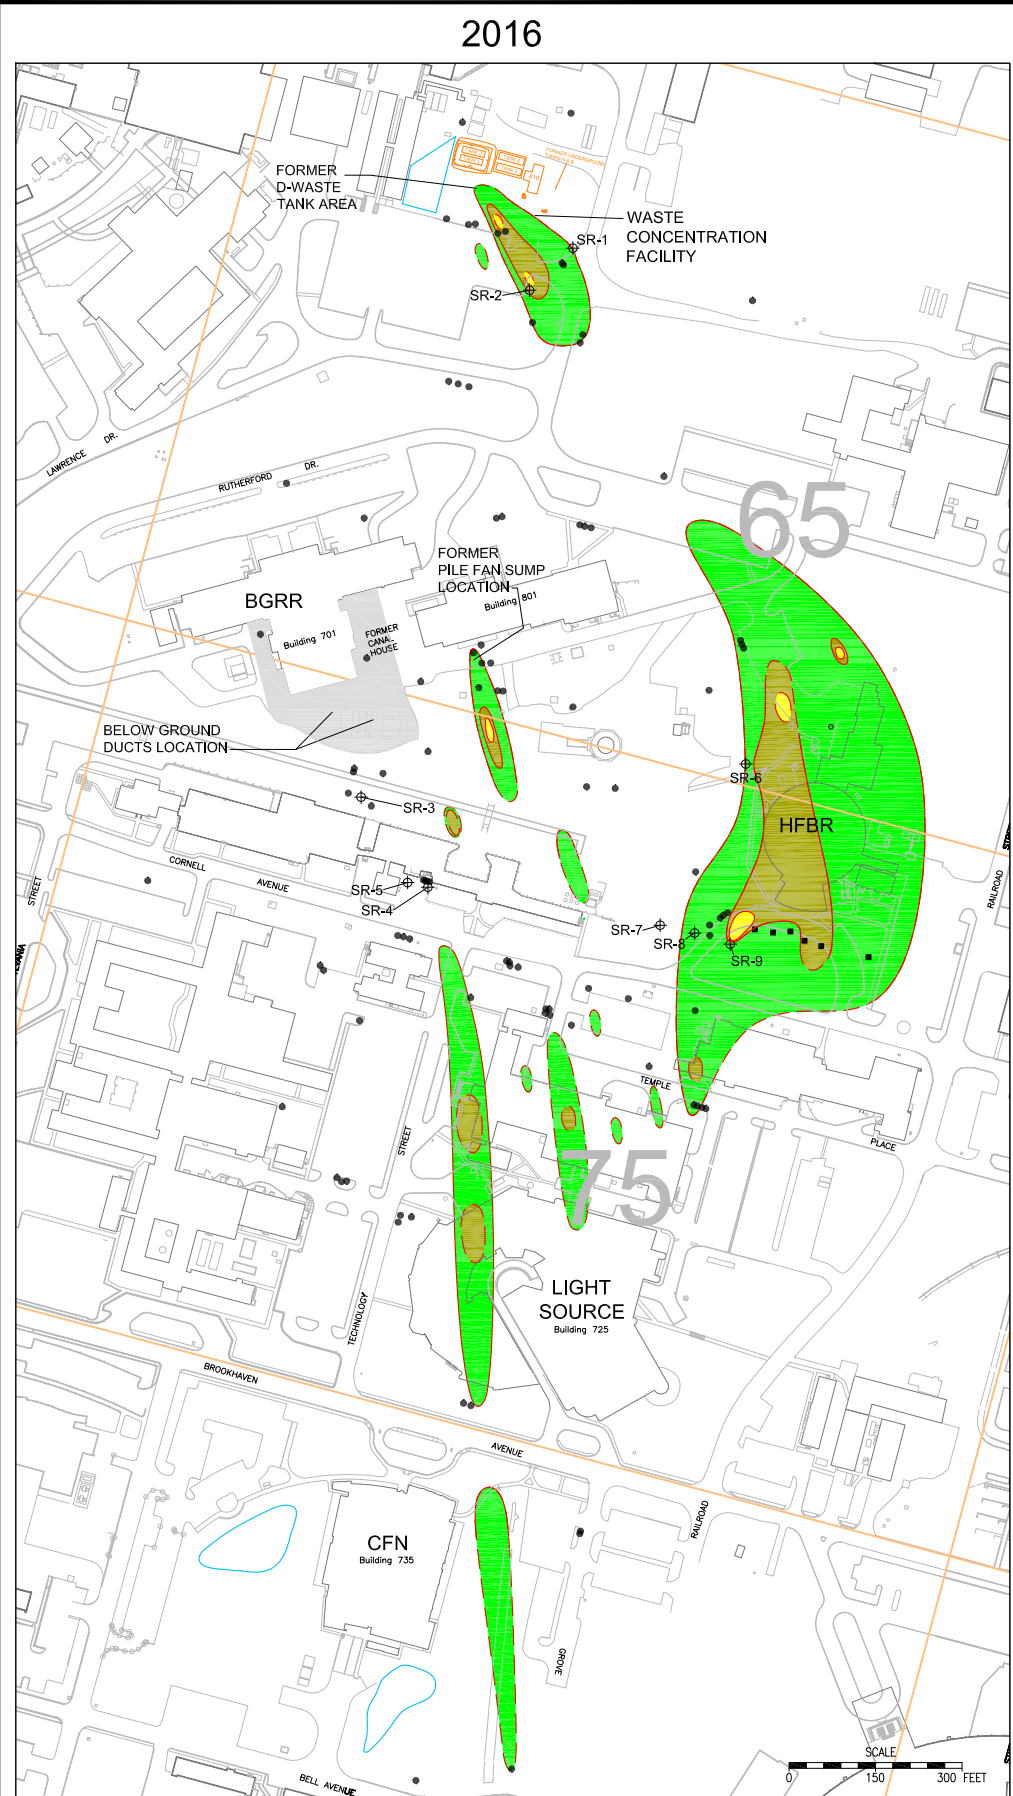 2016
FORMER
D-WASTE
TANK AREA
FORMER UNDERGROUND
WASTE
CONCENTRATION
FACILITY
SR-1
SR-2
LAWRENCE DR.
RUTHERFORD DR.
65
FORMER
PILE FAN SUMP
LOCATION
Building 801
BGRR
Building 701
FORMER
CANAL
HOUSE
BELOW GROUND
DUCTS LOCATION
SR-3
SR-6
HFBR
CORNELL AVENUE
SR-5
SR-4
STREET
RAILROAD
SR-7
SR-8
SR-9
TEMPLE PLACE
STREET
75
LIGHT
SOURCE
Building 725
TECHNOLOGY
BROOKHAVEN AVENUE
RAILROAD
CFN
Building 735
GROVE
BELL AVENUE
SCALE
0 150 300 FEET